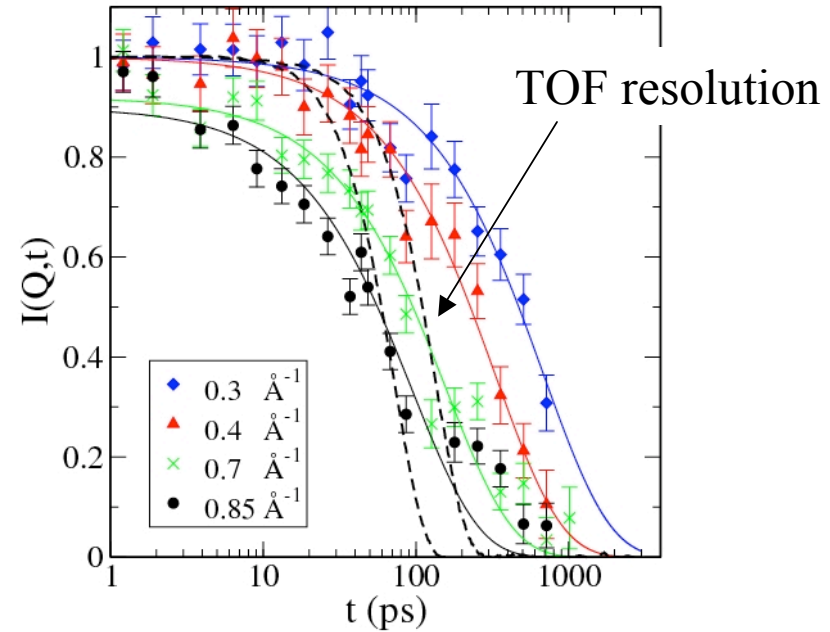 TOF resolution
I(Q,t)
1
0.8
0.6
0.4
0.2
0
0.3 Å⁻¹
0.4 Å⁻¹
0.7 Å⁻¹
0.85 Å⁻¹
1 10 100 1000
t (ps)